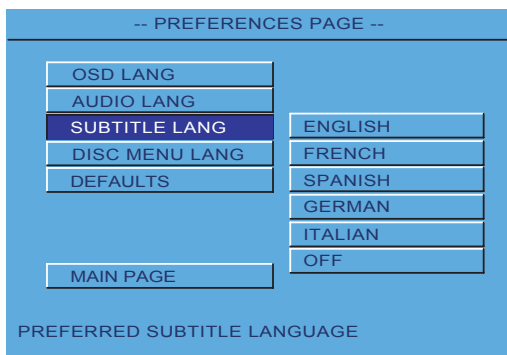 -- PREFERENCES PAGE --
OSD LANG
AUDIO LANG
SUBTITLE LANG
DISC MENU LANG
DEFAULTS
MAIN PAGE
ENGLISH
FRENCH
SPANISH
GERMAN
ITALIAN
OFF
PREFERRED SUBTITLE LANGUAGE